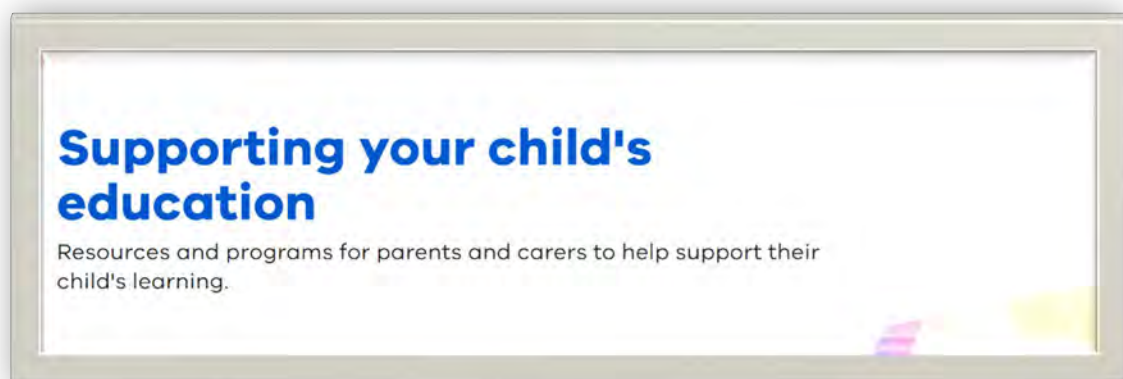 Supporting your child's
education
Resources and programs for parents and carers to help support their
child's learning.